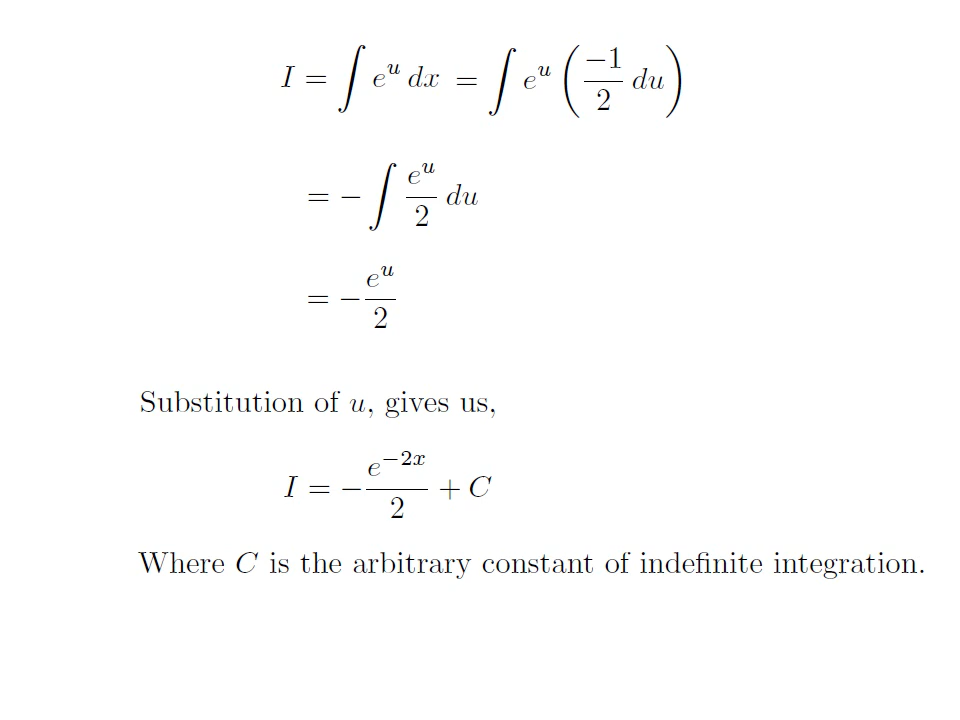 I = ∫ e^u dx = ∫ e^u (−1/2 du)
= − ∫ e^u/2 du
= − e^u/2
Substitution of u, gives us,
I = − e^{−2x}/2 + C
Where C is the arbitrary constant of indefinite integration.